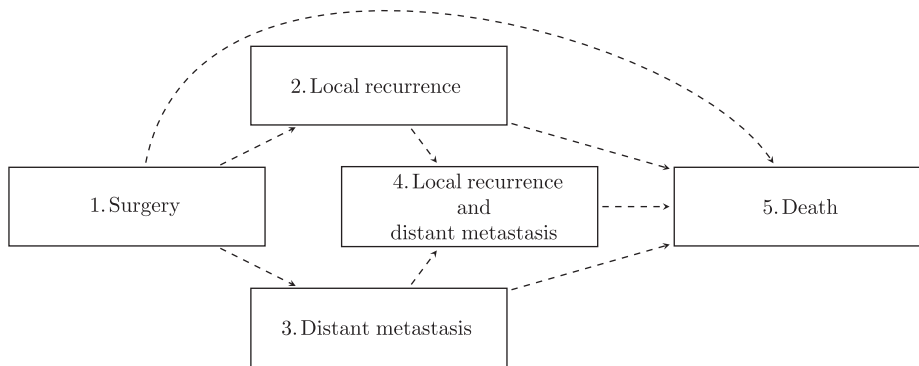 2. Local recurrence
1. Surgery
4. Local recurrence
and
distant metastasis
5. Death
3. Distant metastasis